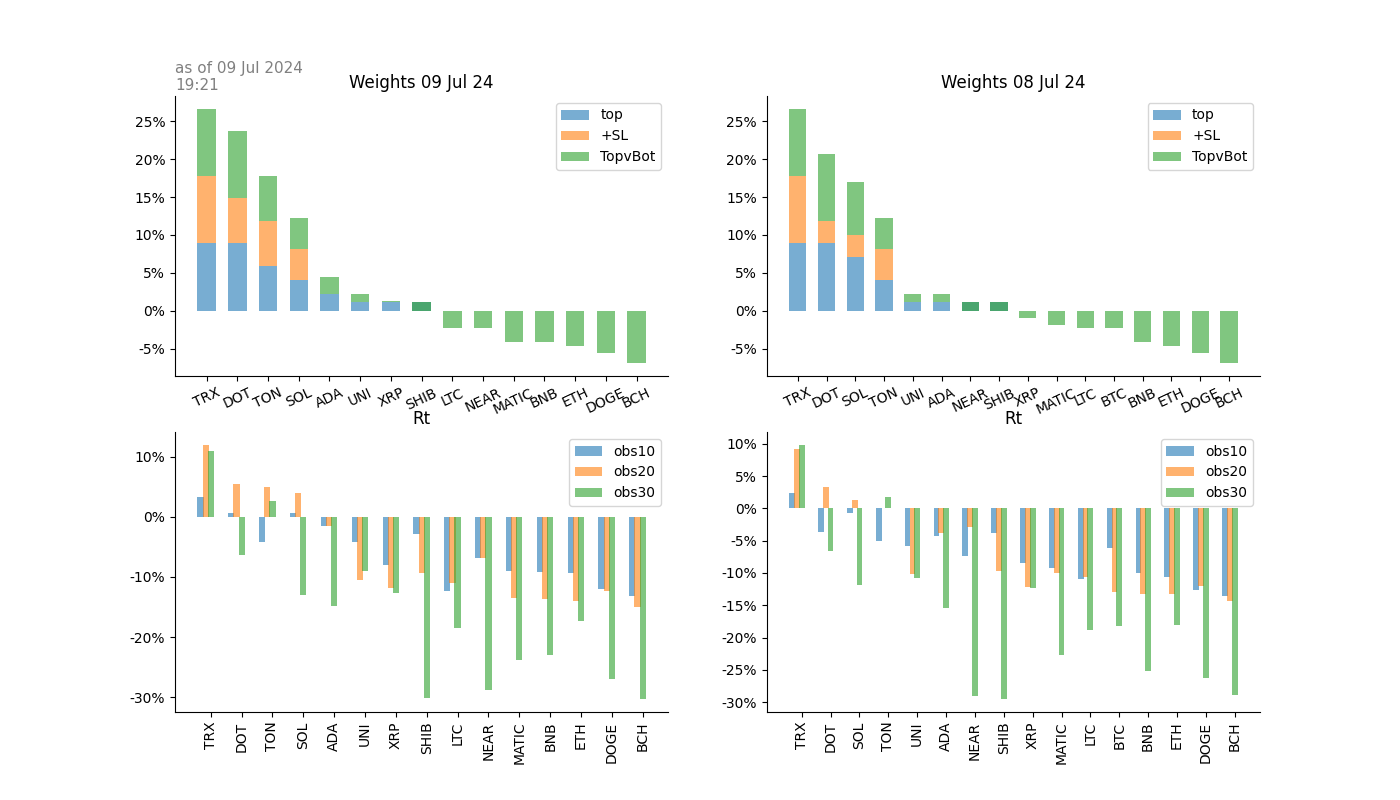 as of 09 Jul 2024
19:21
Weights 09 Jul 24
25%
20%
15%
10%
5%
0%
-5%
top
+SL
TopvBot
TRX DOT TON SOL ADA UNI XRP SHIB LTC NEAR MATIC BNB ETH DOGE BCH
Weights 08 Jul 24
25%
20%
15%
10%
5%
0%
-5%
top
+SL
TopvBot
TRX DOT SOL TON UNI ADA NEAR SHIB XRP MATIC LTC BTC BNB ETH DOGE BCH
Rt
10%
0%
-10%
-20%
-30%
obs10
obs20
obs30
TRX DOT TON SOL ADA UNI XRP SHIB LTC NEAR MATIC BNB ETH DOGE BCH
Rt
10%
5%
0%
-5%
-10%
-15%
-20%
-25%
-30%
obs10
obs20
obs30
TRX DOT SOL TON UNI ADA NEAR SHIB XRP MATIC LTC BTC BNB ETH DOGE BCH